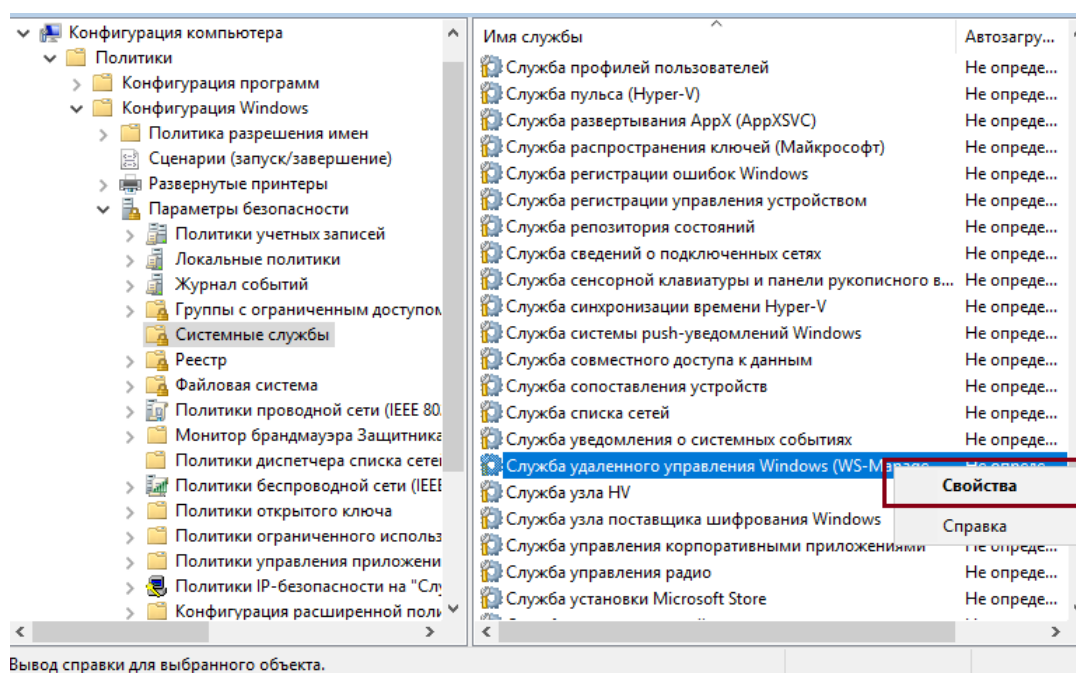 Конфигурация компьютера
Политики
Конфигурация программ
Конфигурация Windows
Политика разрешения имен
Сценарии (запуск/завершение)
Развернутые принтеры
Параметры безопасности
Политики учетных записей
Локальные политики
Журнал событий
Группы с ограниченным доступом
Системные службы
Реестр
Файловая система
Политики проводной сети (IEEE 80
Монитор брандмауэра Защитника
Политики диспетчера списка сетей
Политики беспроводной сети (IEEE
Политики открытого ключа
Политики ограниченного использ
Политики управления приложени
Политики IP-безопасности на "Слу
Конфигурация расширенной поли
Имя службы Автозагру...
Служба профилей пользователей Не опреде...
Служба пульса (Hyper-V) Не опреде...
Служба развертывания AppX (AppXSVC) Не опреде...
Служба распространения ключей (Майкрософт) Не опреде...
Служба регистрации ошибок Windows Не опреде...
Служба регистрации управления устройством Не опреде...
Служба репозитория состояний Не опреде...
Служба сведений о подключенных сетях Не опреде...
Служба сенсорной клавиатуры и панели рукописного в... Не опреде...
Служба синхронизации времени Hyper-V Не опреде...
Служба системы push-уведомлений Windows Не опреде...
Служба совместного доступа к данным Не опреде...
Служба сопоставления устройств Не опреде...
Служба списка сетей Не опреде...
Служба уведомления о системных событиях Не опреде...
Служба удаленного управления Windows (WS-Manage... Не опреде...
Служба узла HV
Служба узла поставщика шифрования Windows
Служба управления корпоративными приложениями Не опреде...
Служба управления радио Не опреде...
Служба установки Microsoft Store Не опреде...
Свойства
Справка
Вывод справки для выбранного объекта.